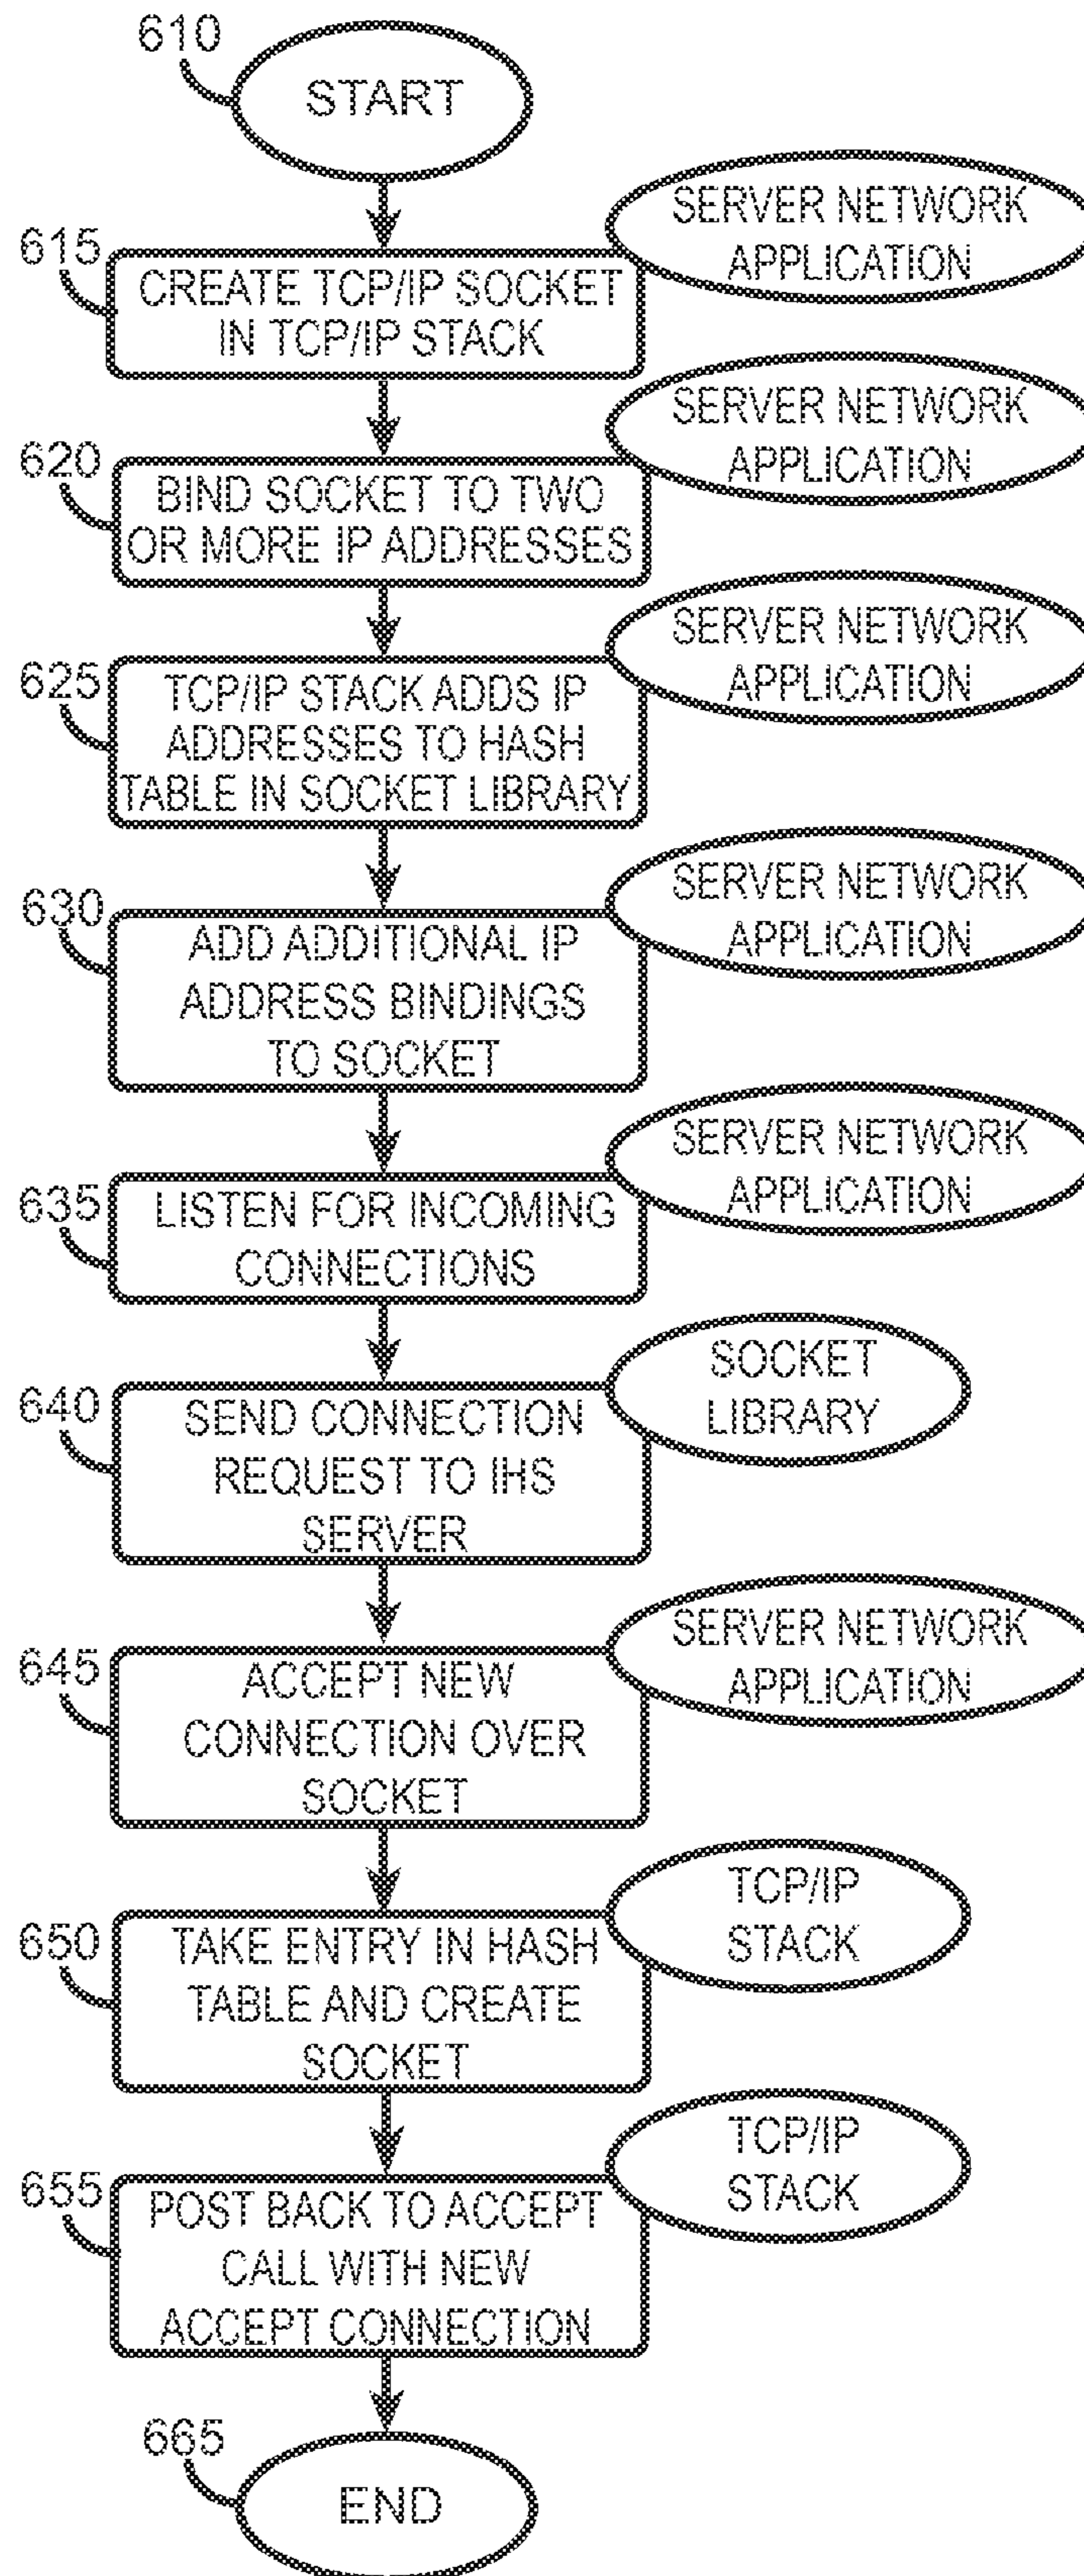 610
START
615
CREATE TCP/IP SOCKET
IN TCP/IP STACK
SERVER NETWORK
APPLICATION
620
BIND SOCKET TO TWO
OR MORE IP ADDRESSES
SERVER NETWORK
APPLICATION
625
TCP/IP STACK ADDS IP
ADDRESSES TO HASH
TABLE IN SOCKET LIBRARY
SERVER NETWORK
APPLICATION
630
ADD ADDITIONAL IP
ADDRESS BINDINGS
TO SOCKET
SERVER NETWORK
APPLICATION
635
LISTEN FOR INCOMING
CONNECTIONS
SERVER NETWORK
APPLICATION
640
SEND CONNECTION
REQUEST TO IHS
SERVER
SOCKET
LIBRARY
645
ACCEPT NEW
CONNECTION OVER
SOCKET
SERVER NETWORK
APPLICATION
650
TAKE ENTRY IN HASH
TABLE AND CREATE
SOCKET
TCP/IP
STACK
655
POST BACK TO ACCEPT
CALL WITH NEW
ACCEPT CONNECTION
TCP/IP
STACK
665
END